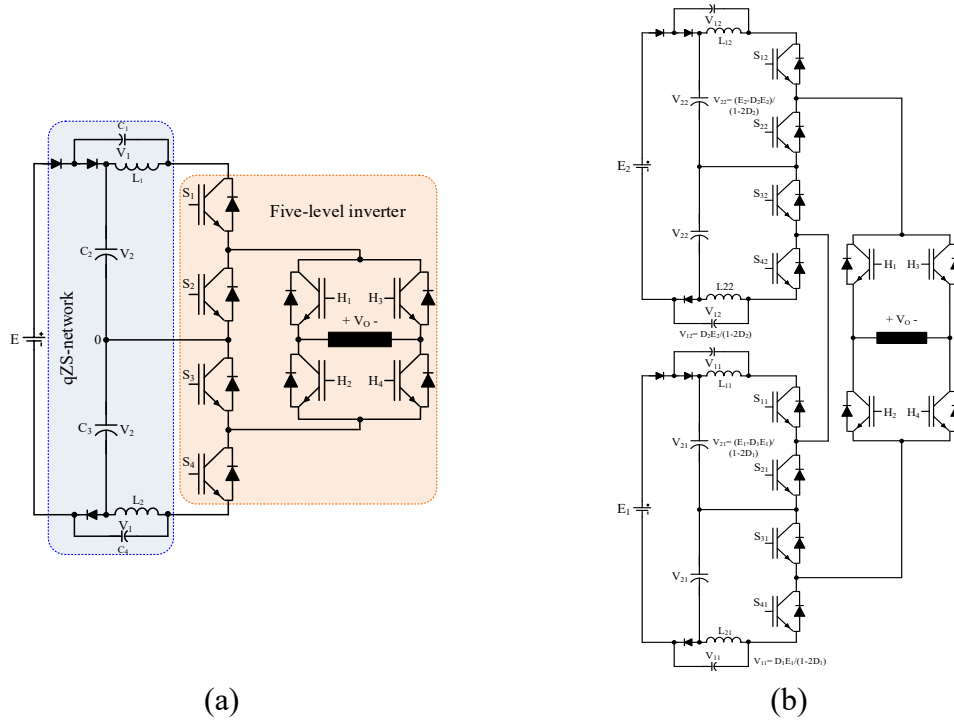 C₁
V₁
L₁
S₁
Five-level inverter
C₂
V₂
S₂
H₁
H₃
+ V₀ -
E
qZS-network
0
S₃
H₂
H₄
C₃
V₂
S₄
L₂
V₁
C₄
(a)
V₁₂
L₁₂
S₁₂
V₂₂
V₂₂= (E₂-D₂E₂)/
(1-2D₂)
S₂₂
E₂
S₃₂
V₂₂
S₄₂
H₁
H₃
L22
V₁₂
V₁₂= D₂E₂/(1-2D₂)
+ V₀ -
V₁₁
L₁₁
S₁₁
H₂
H₄
V₂₁
V₂₁= (E₁-D₁E₁)/
(1-2D₁)
S₂₁
E₁
S₃₁
V₂₁
S₄₁
L₂₁
V₁₁
V₁₁= D₁E₁/(1-2D₁)
(b)